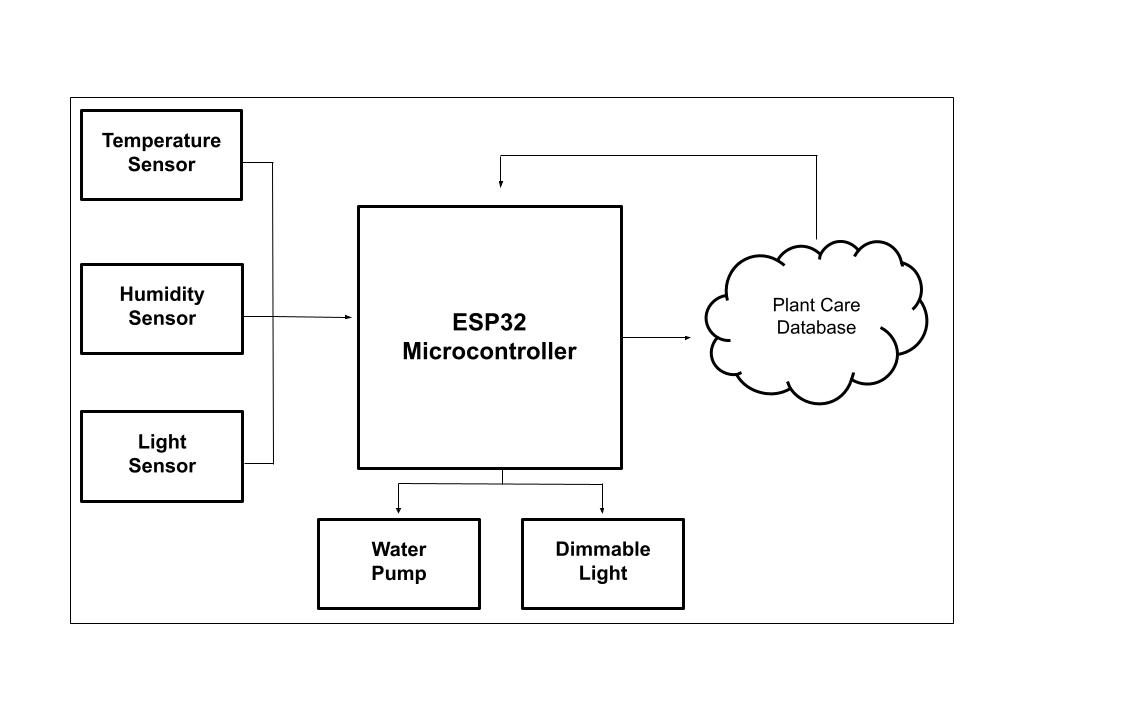 Temperature
Sensor
Humidity
Sensor
Light
Sensor
ESP32
Microcontroller
Plant Care
Database
Water
Pump
Dimmable
Light